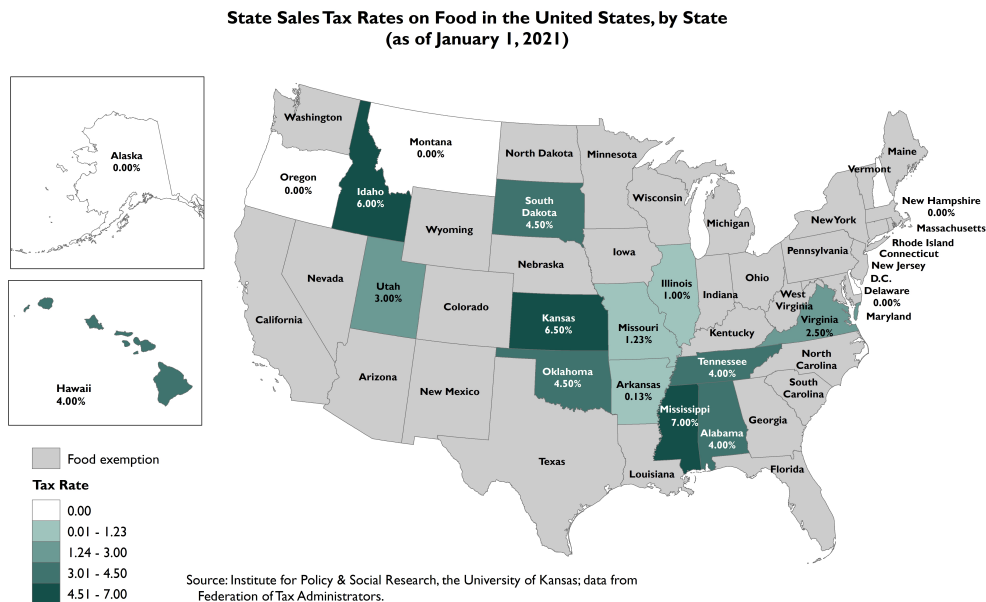 State Sales Tax Rates on Food in the United States, by State
(as of January 1, 2021)
Alaska
0.00%
Hawaii
4.00%
Washington
Oregon
0.00%
Idaho
6.00%
Montana
0.00%
North Dakota
South
Dakota
4.50%
Minnesota
Wisconsin
Michigan
Wyoming
Nebraska
Iowa
Nevada
Utah
3.00%
Colorado
California
Kansas
6.50%
Missouri
1.23%
Illinois
1.00%
Indiana
Ohio
Kentucky
West
Virginia
Virginia
2.50%
Pennsylvania
New York
Vermont
Maine
New Hampshire
0.00%
Massachusetts
Rhode Island
Connecticut
New Jersey
D.C.
Delaware
0.00%
Maryland
Arizona
New Mexico
Oklahoma
4.50%
Arkansas
0.13%
Tennessee
4.00%
North
Carolina
South
Carolina
Mississippi
7.00%
Alabama
4.00%
Georgia
Texas
Louisiana
Florida
Food exemption
Tax Rate
0.00
0.01 - 1.23
1.24 - 3.00
3.01 - 4.50
4.51 - 7.00
Source: Institute for Policy & Social Research, the University of Kansas; data from
Federation of Tax Administrators.